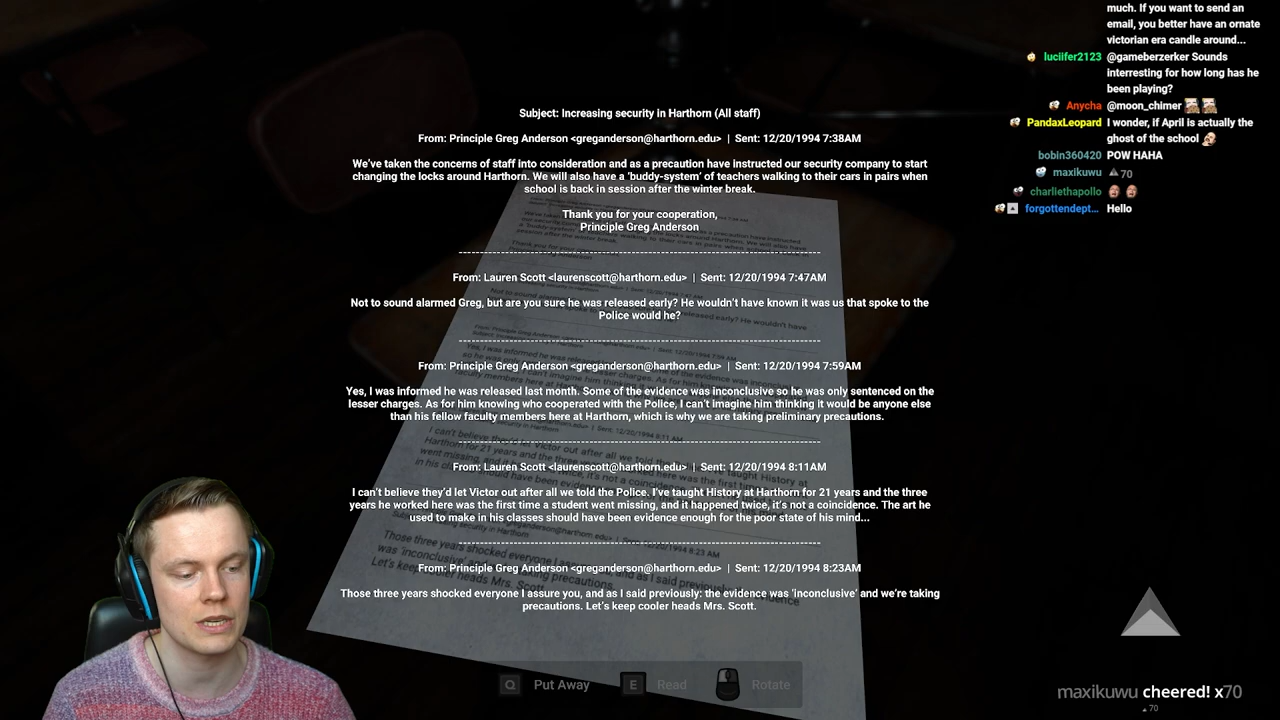 much. If you want to send an
email, you better have an ornate
victorian era candle around...
luciifer2123 @gameberzerker Sounds
interresting for how long has he
been playing?
Anycha @moon_chimer
PandaxLeopard I wonder, if April is actually the
ghost of the school
bobin360420 POW HAHA
maxikuwu 70
charliethapollo
forgottendept... Hello
Subject: Increasing security in Harthorn (All staff)
From: Principle Greg Anderson <greganderson@harthorn.edu> | Sent: 12/20/1994 7:38AM
We've taken the concerns of staff into consideration and as a precaution have instructed our security company to start
changing the locks around Harthorn. We will also have a 'buddy-system' of teachers walking to their cars in pairs when
school is back in session after the winter break.
Thank you for your cooperation,
Principle Greg Anderson
From: Lauren Scott <laurenscott@harthorn.edu> | Sent: 12/20/1994 7:47AM
Not to sound alarmed Greg, but are you sure he was released early? He wouldn't have known it was us that spoke to the
Police would he?
From: Principle Greg Anderson <greganderson@harthorn.edu> | Sent: 12/20/1994 7:59AM
Yes, I was informed he was released last month. Some of the evidence was inconclusive so he was only sentenced on the
lesser charges. As for him knowing who cooperated with the Police, I can't imagine him thinking it would be anyone else
than his fellow faculty members here at Harthorn, which is why we are taking preliminary precautions.
From: Lauren Scott <laurenscott@harthorn.edu> | Sent: 12/20/1994 8:11AM
I can't believe they'd let Victor out after all we told the Police. I've taught History at Harthorn for 21 years and the three
years he worked here was the first time a student went missing, and it happened twice, it's not a coincidence. The art he
used to make in his classes should have been evidence enough for the poor state of his mind...
From: Principle Greg Anderson <greganderson@harthorn.edu> | Sent: 12/20/1994 8:23AM
Those three years shocked everyone I assure you, and as I said previously: the evidence was 'inconclusive' and we're taking
precautions. Let's keep cooler heads Mrs. Scott.
Q Put Away E Read Rotate
maxikuwu cheered! x70
70